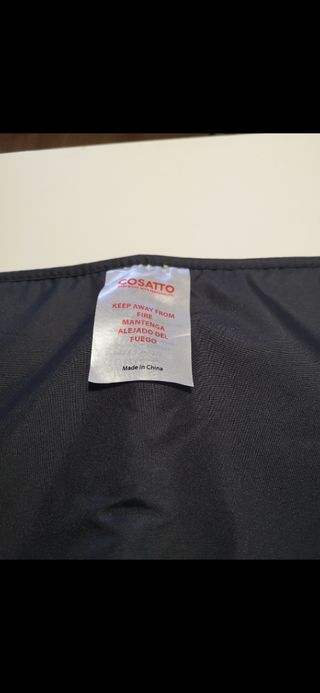 COSATTO
KEEP AWAY FROM
FIRE
MANTENGA
ALEJADO DEL
FUEGO
Made in China